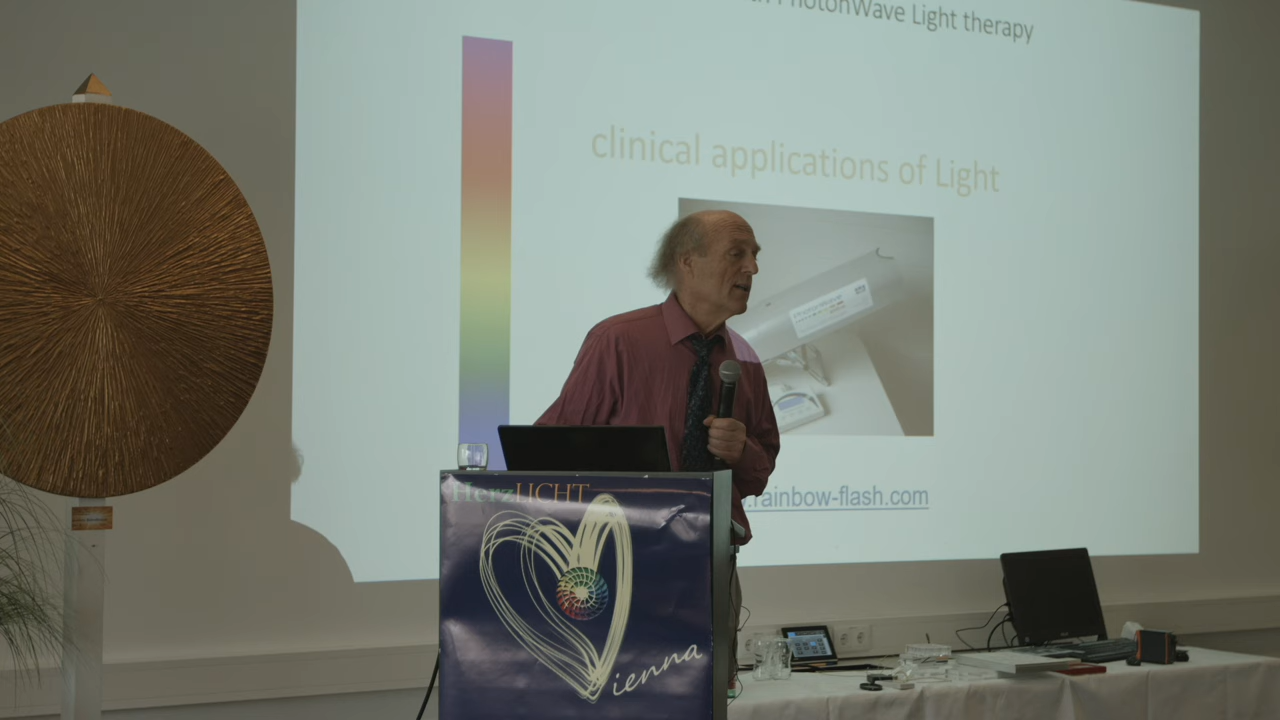 PhotonWave Light therapy
clinical applications of Light
rainbow-flash.com
HerzLICHT
ienna